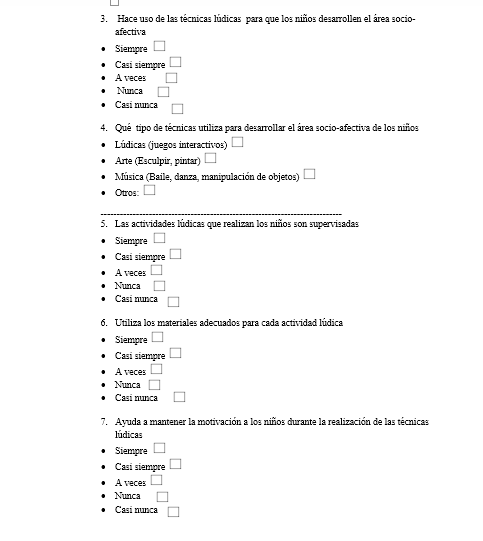 3. Hace uso de las técnicas lúdicas para que los niños desarrollen el área socio-
afectiva
• Siempre
• Casi siempre
• A veces
• Nunca
• Casi nunca
4. Qué tipo de técnicas utiliza para desarrollar el área socio-afectiva de los niños
• Lúdicas (juegos interactivos)
• Arte (Esculpir, pintar)
• Música (Baile, danza, manipulación de objetos)
• Otros:
5. Las actividades lúdicas que realizan los niños son supervisadas
• Siempre
• Casi siempre
• A veces
• Nunca
• Casi nunca
6. Utiliza los materiales adecuados para cada actividad lúdica
• Siempre
• Casi siempre
• A veces
• Nunca
• Casi nunca
7. Ayuda a mantener la motivación a los niños durante la realización de las técnicas
lúdicas
• Siempre
• Casi siempre
• A veces
• Nunca
• Casi nunca